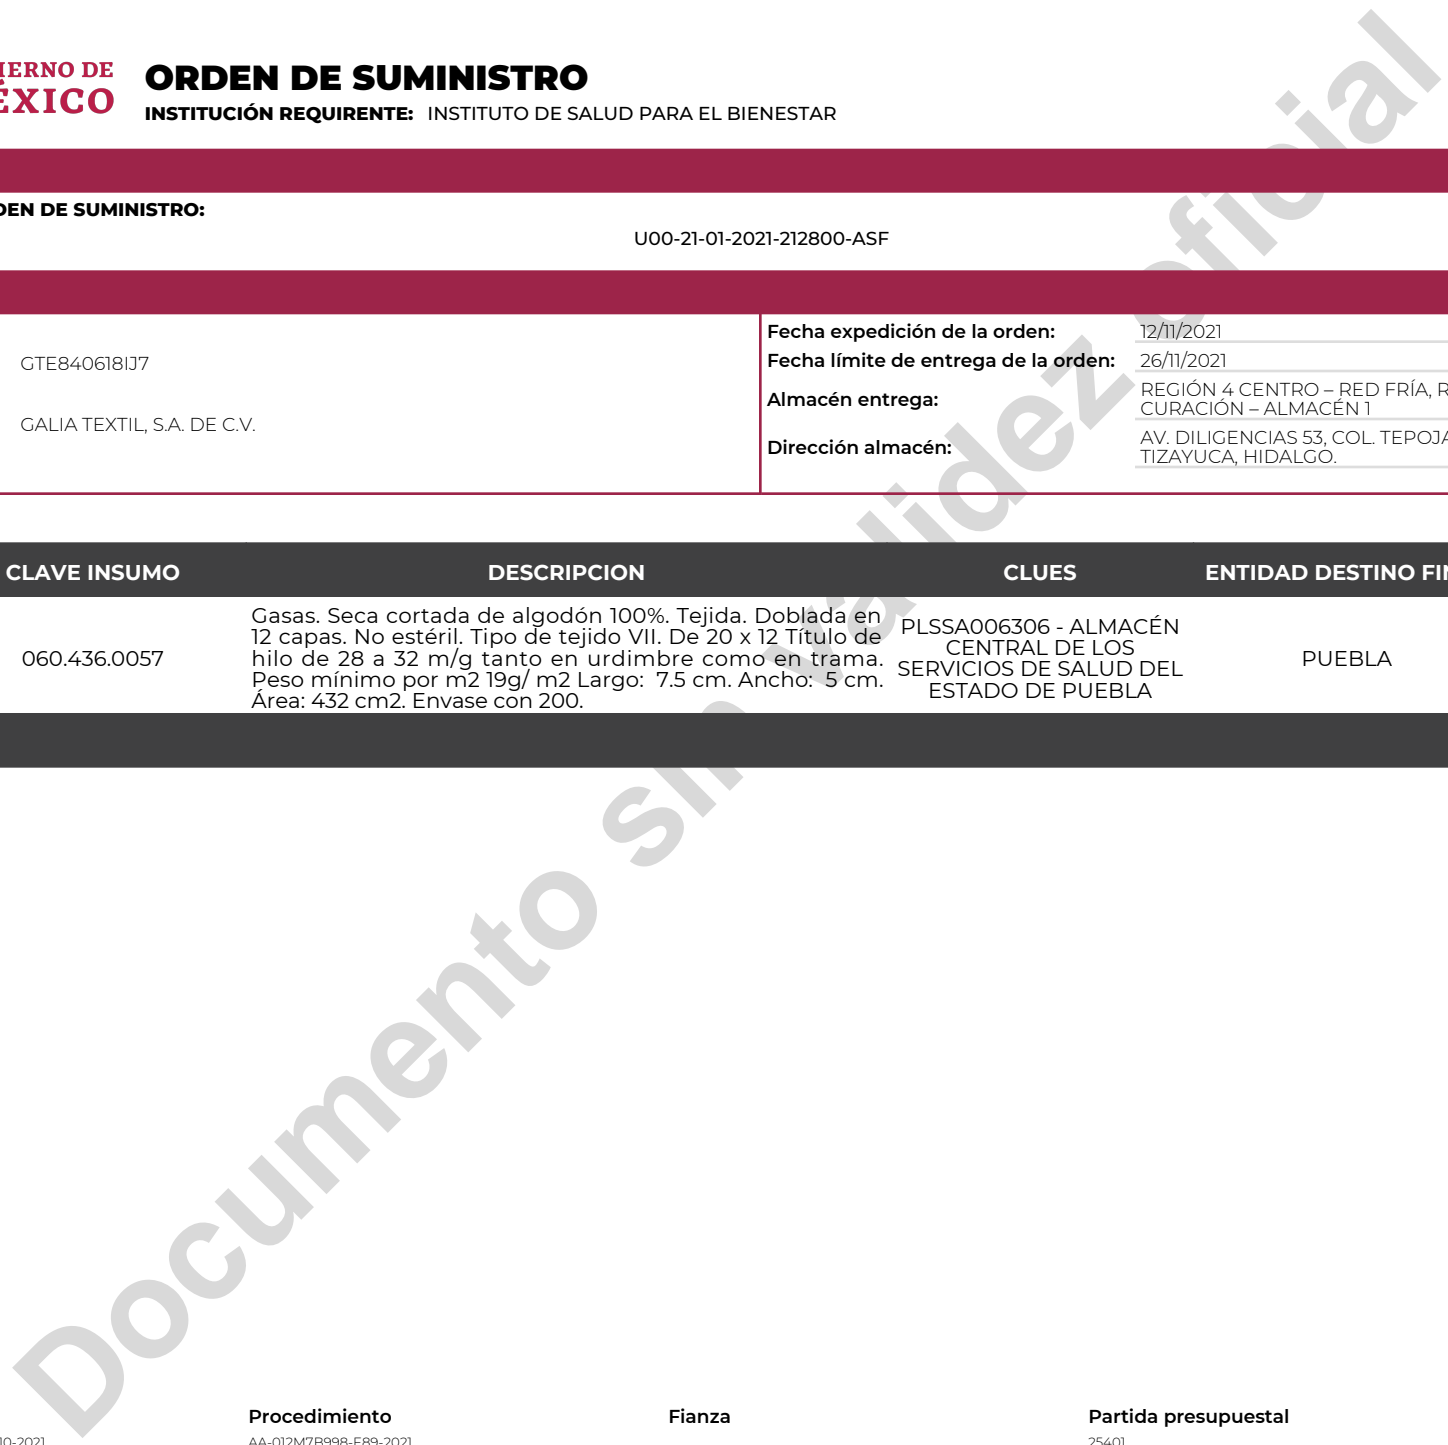 IERNO DE
ÉXICO
ORDEN DE SUMINISTRO
INSTITUCIÓN REQUIRENTE: INSTITUTO DE SALUD PARA EL BIENESTAR
DEN DE SUMINISTRO:
U00-21-01-2021-212800-ASF
GTE840618IJ7
GALIA TEXTIL, S.A. DE C.V.
Fecha expedición de la orden: 12/11/2021
Fecha límite de entrega de la orden: 26/11/2021
Almacén entrega: REGIÓN 4 CENTRO – RED FRÍA, R
CURACIÓN – ALMACÉN 1
Dirección almacén: AV. DILIGENCIAS 53, COL. TEPOJA
TIZAYUCA, HIDALGO.
CLAVE INSUMO DESCRIPCION CLUES ENTIDAD DESTINO FIN
060.436.0057
Gasas. Seca cortada de algodón 100%. Tejida. Doblada en
12 capas. No estéril. Tipo de tejido VII. De 20 x 12 Título de
hilo de 28 a 32 m/g tanto en urdimbre como en trama.
Peso mínimo por m2 19g/ m2 Largo: 7.5 cm. Ancho: 5 cm.
Área: 432 cm2. Envase con 200.
PLSSA006306 - ALMACÉN
CENTRAL DE LOS
SERVICIOS DE SALUD DEL
ESTADO DE PUEBLA
PUEBLA
Documento sin validez oficial
Procedimiento Fianza Partida presupuestal
10-2021 AA-012M7B998-E89-2021 25401